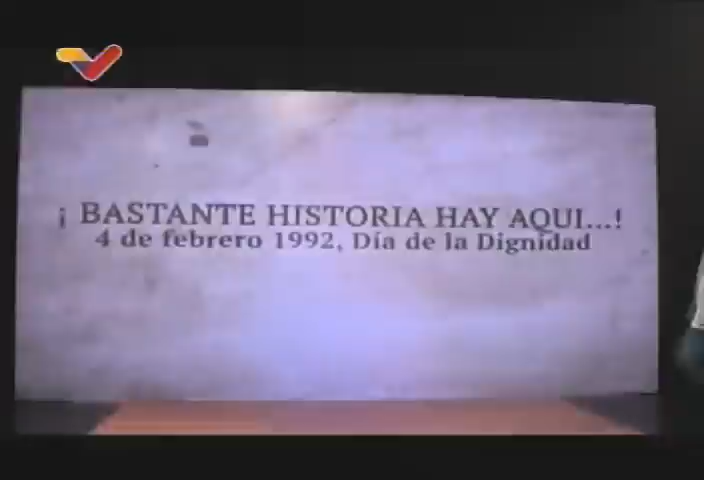 ¡ BASTANTE HISTORIA HAY AQUI...!
4 de febrero 1992, Día de la Dignidad